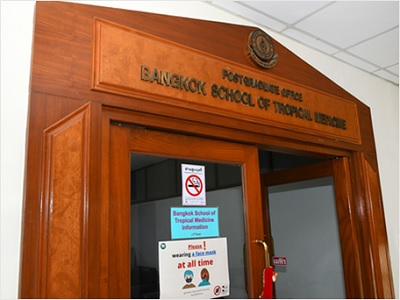 POSTGRADUATE OFFICE
BANGKOK SCHOOL OF TROPICAL MEDICINE
Bangkok School of
Tropical Medicine
Information
Please !
wearing a face mask
at all time